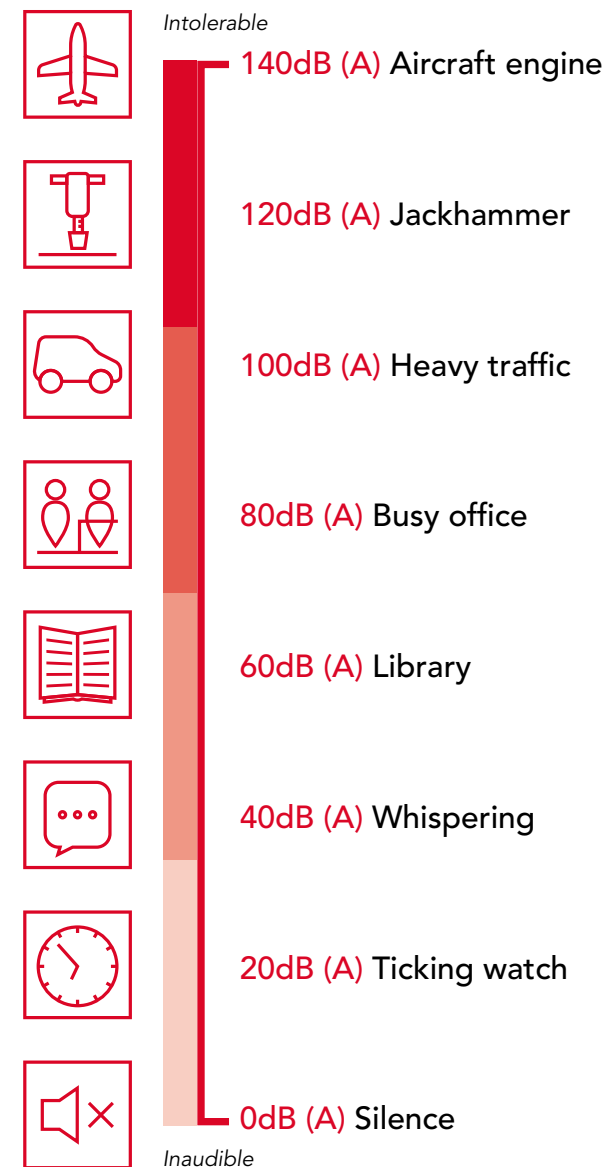 Intolerable
140dB (A) Aircraft engine
120dB (A) Jackhammer
100dB (A) Heavy traffic
80dB (A) Busy office
60dB (A) Library
40dB (A) Whispering
20dB (A) Ticking watch
0dB (A) Silence
Inaudible